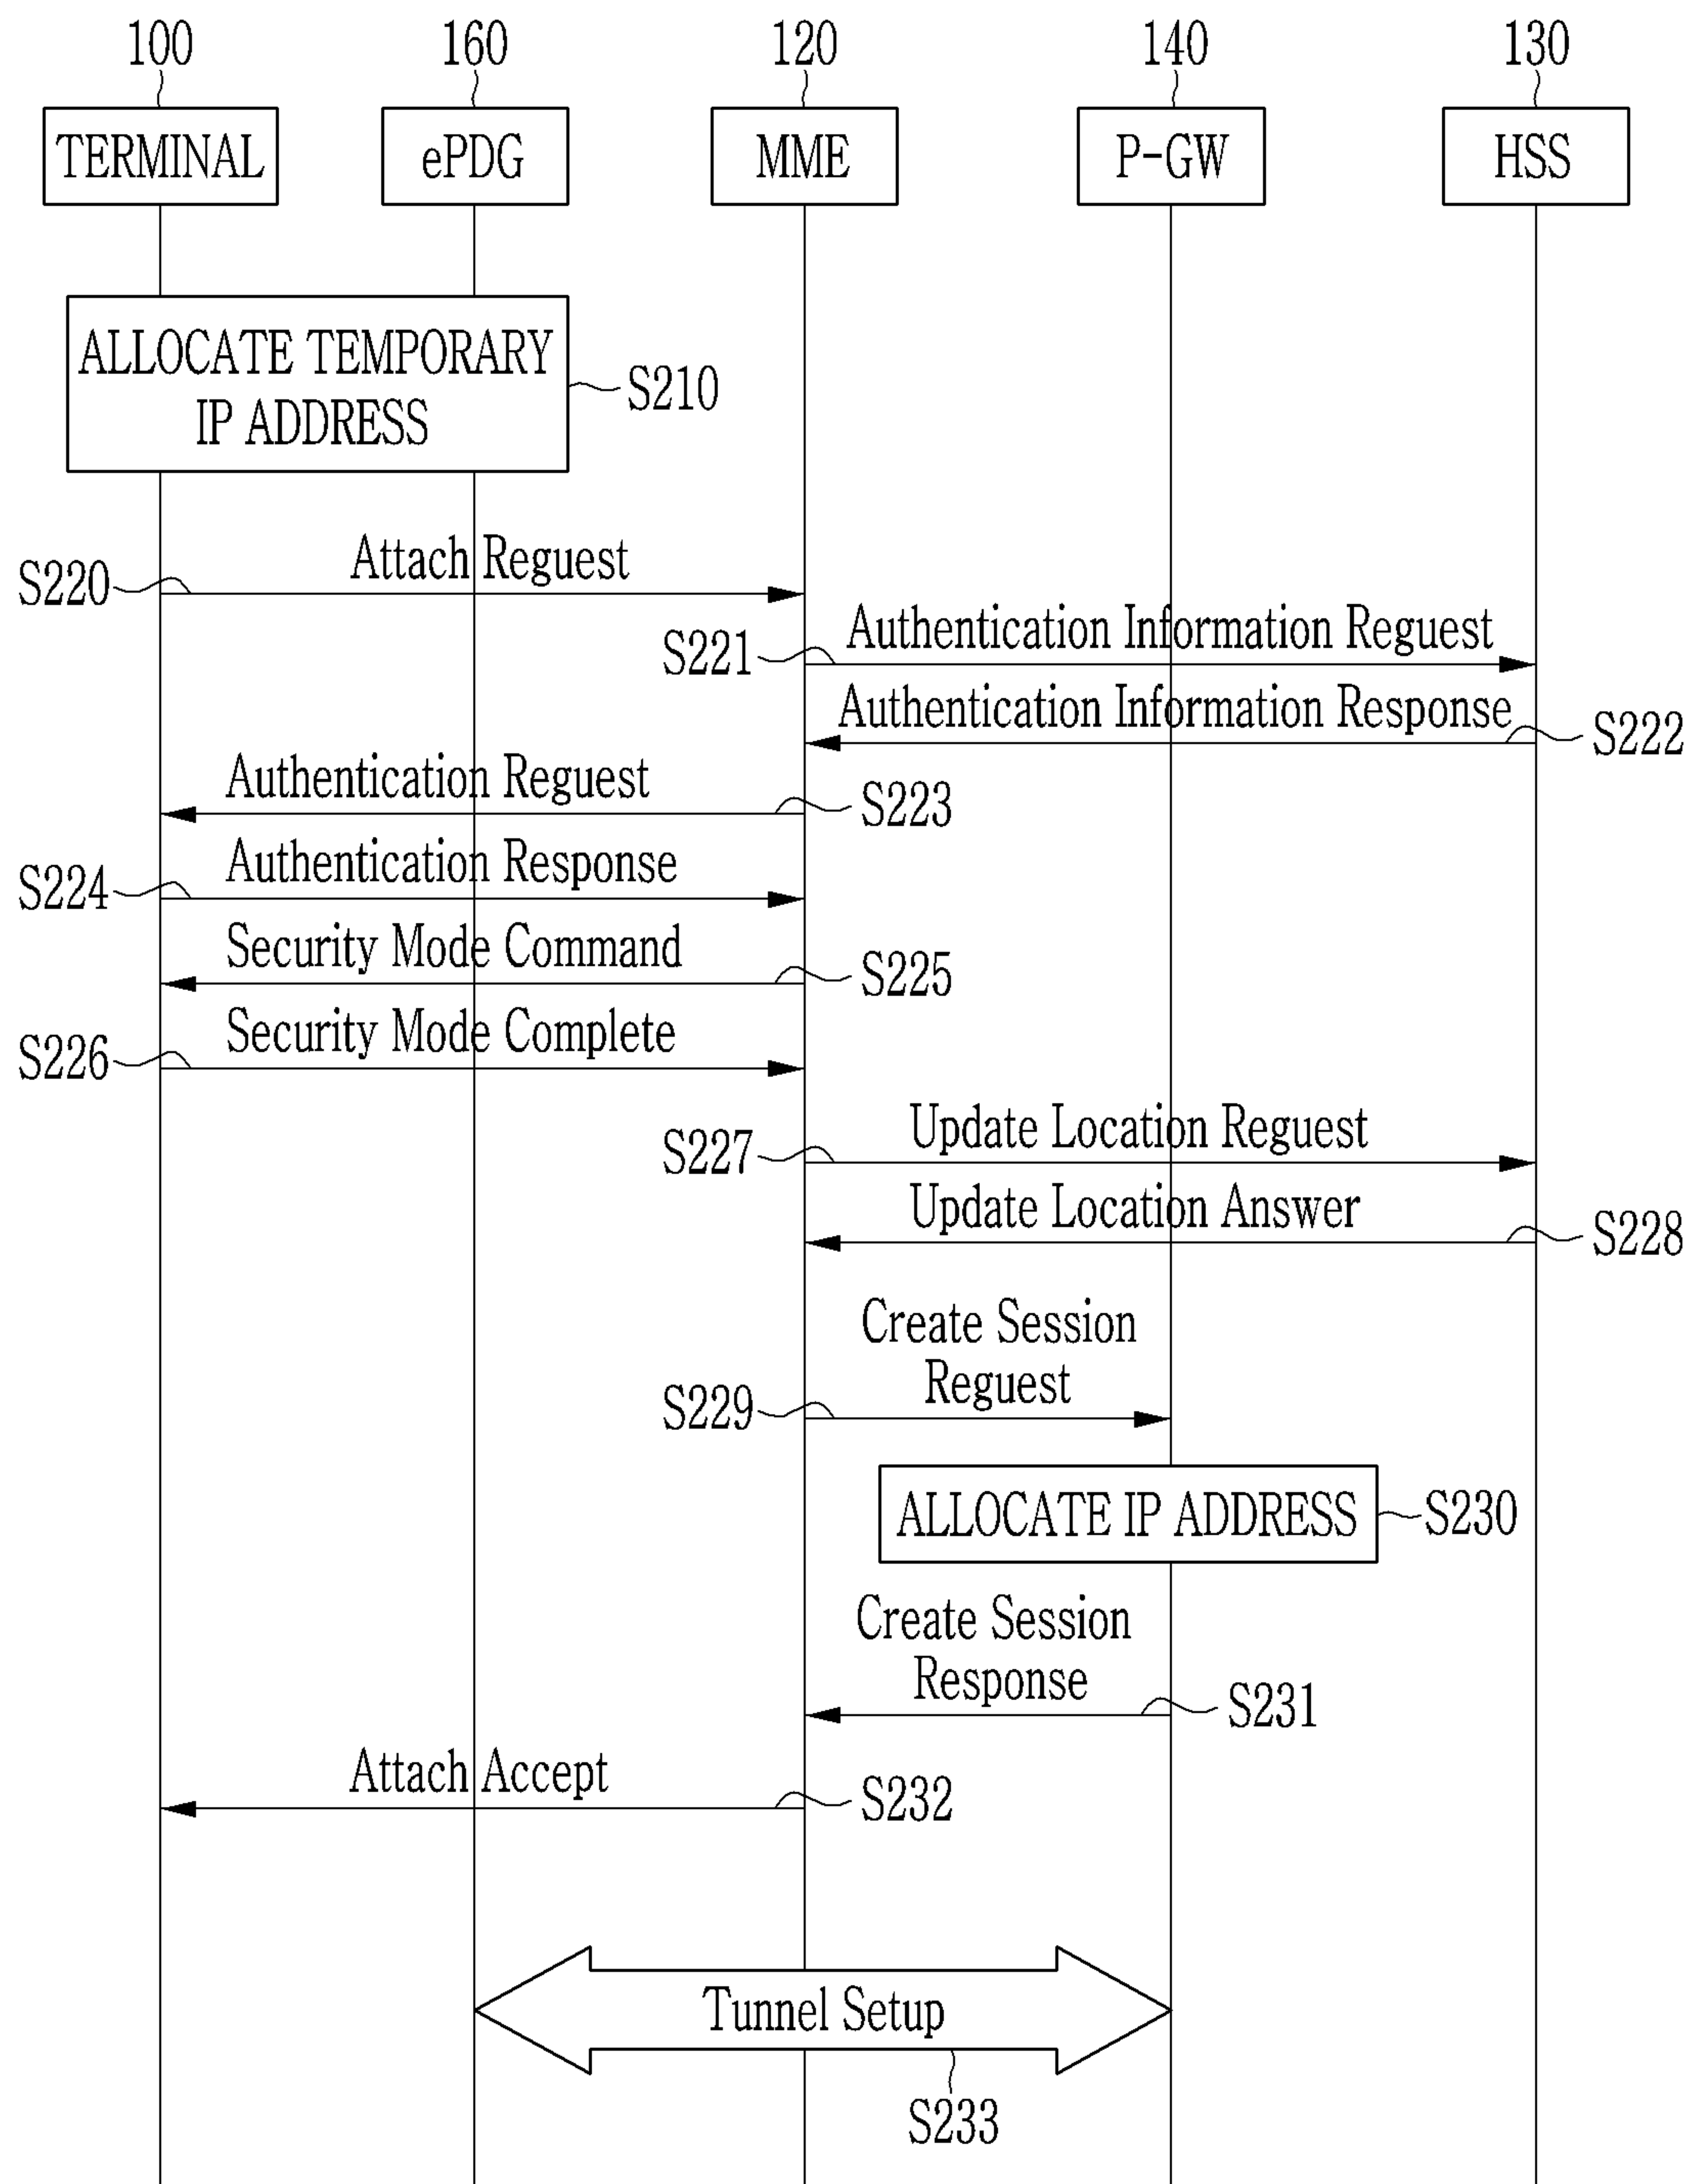 100
160
120
140
130
TERMINAL
ePDG
MME
P-GW
HSS
ALLOCATE TEMPORARY
IP ADDRESS
S210
Attach Reguest
S220
Authentication Information Reguest
S221
Authentication Information Response
S222
Authentication Reguest
S223
Authentication Response
S224
Security Mode Command
S225
Security Mode Complete
S226
Update Location Reguest
S227
Update Location Answer
S228
Create Session
Reguest
S229
ALLOCATE IP ADDRESS
S230
Create Session
Response
S231
Attach Accept
S232
Tunnel Setup
S233